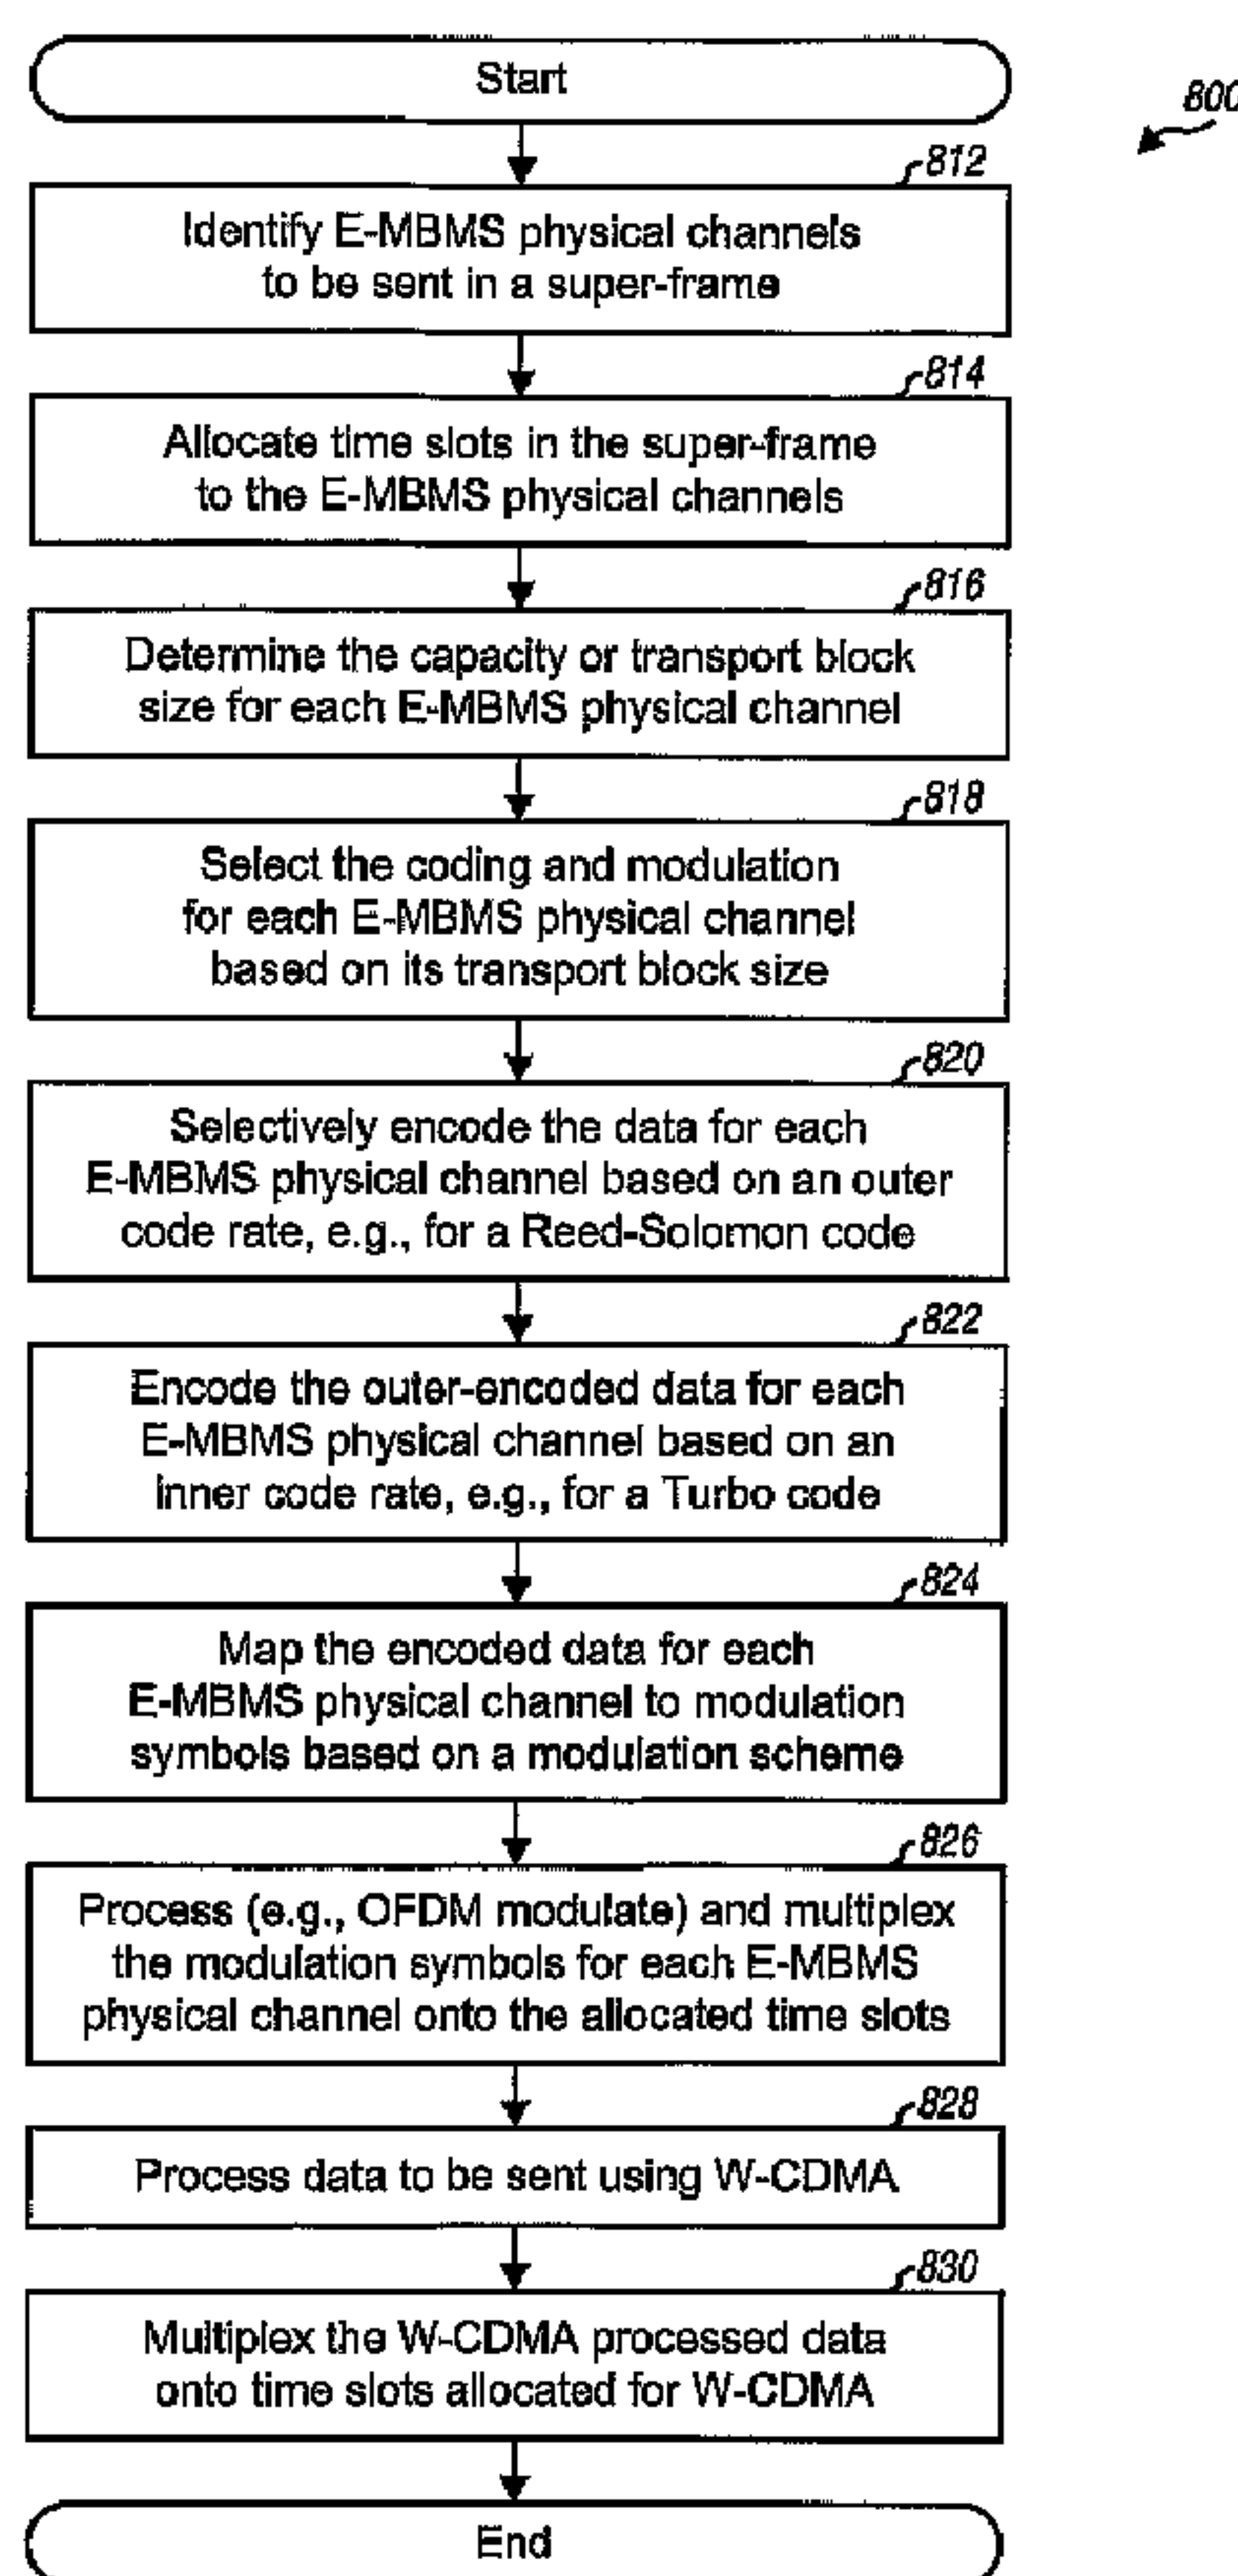 Start
800
812
Identify E-MBMS physical channels
to be sent in a super-frame
814
Allocate time slots in the super-frame
to the E-MBMS physical channels
816
Determine the capacity or transport block
size for each E-MBMS physical channel
818
Select the coding and modulation
for each E-MBMS physical channel
based on its transport block size
820
Selectively encode the data for each
E-MBMS physical channel based on an outer
code rate, e.g., for a Reed-Solomon code
822
Encode the outer-encoded data for each
E-MBMS physical channel based on an
inner code rate, e.g., for a Turbo code
824
Map the encoded data for each
E-MBMS physical channel to modulation
symbols based on a modulation scheme
826
Process (e.g., OFDM modulate) and multiplex
the modulation symbols for each E-MBMS
physical channel onto the allocated time slots
828
Process data to be sent using W-CDMA
830
Multiplex the W-CDMA processed data
onto time slots allocated for W-CDMA
End